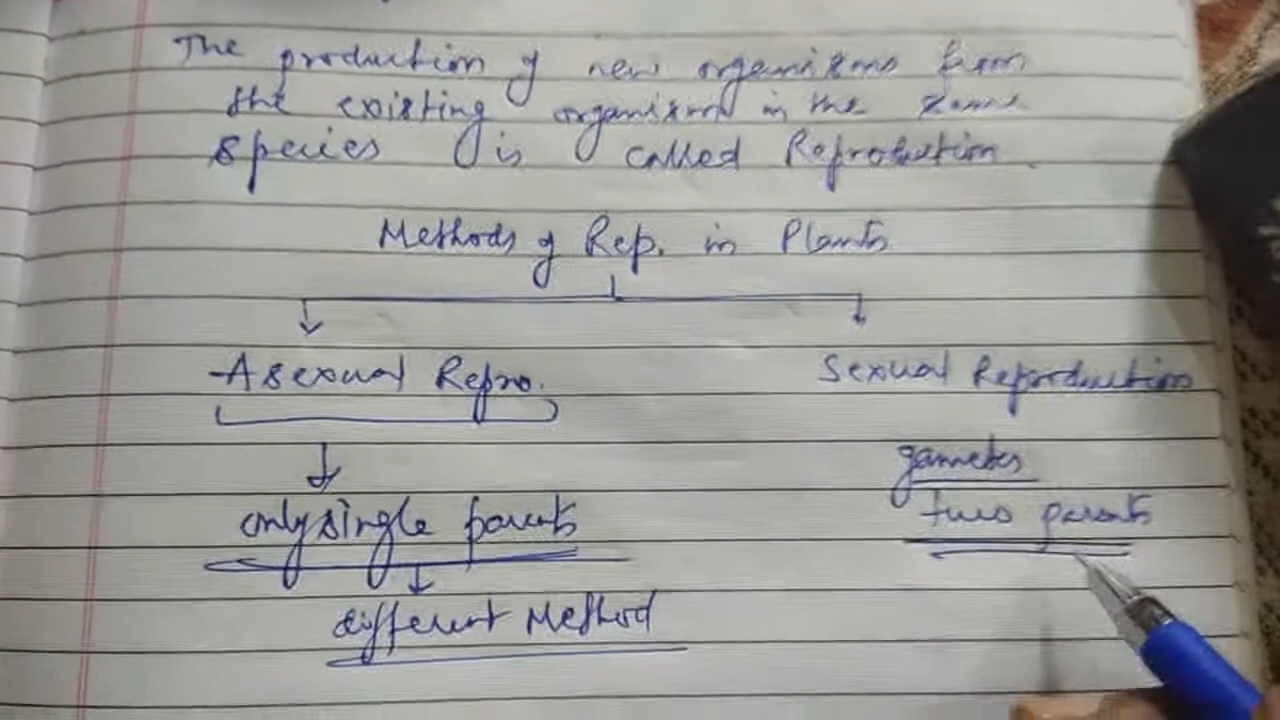 The production of new organisms from
the existing organism in the same
species is called Reproduction.
Methods of Rep. in Plants
Asexual Repro. Sexual Reproduction
gametes
only single parents two parents
different Method